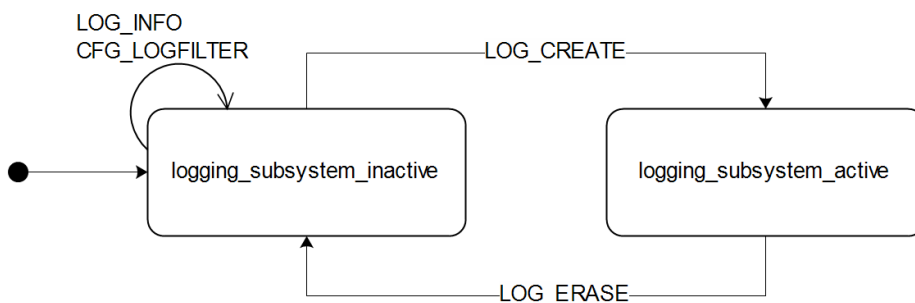 LOG_INFO
CFG_LOGFILTER
LOG_CREATE
logging_subsystem_inactive
logging_subsystem_active
LOG_ERASE